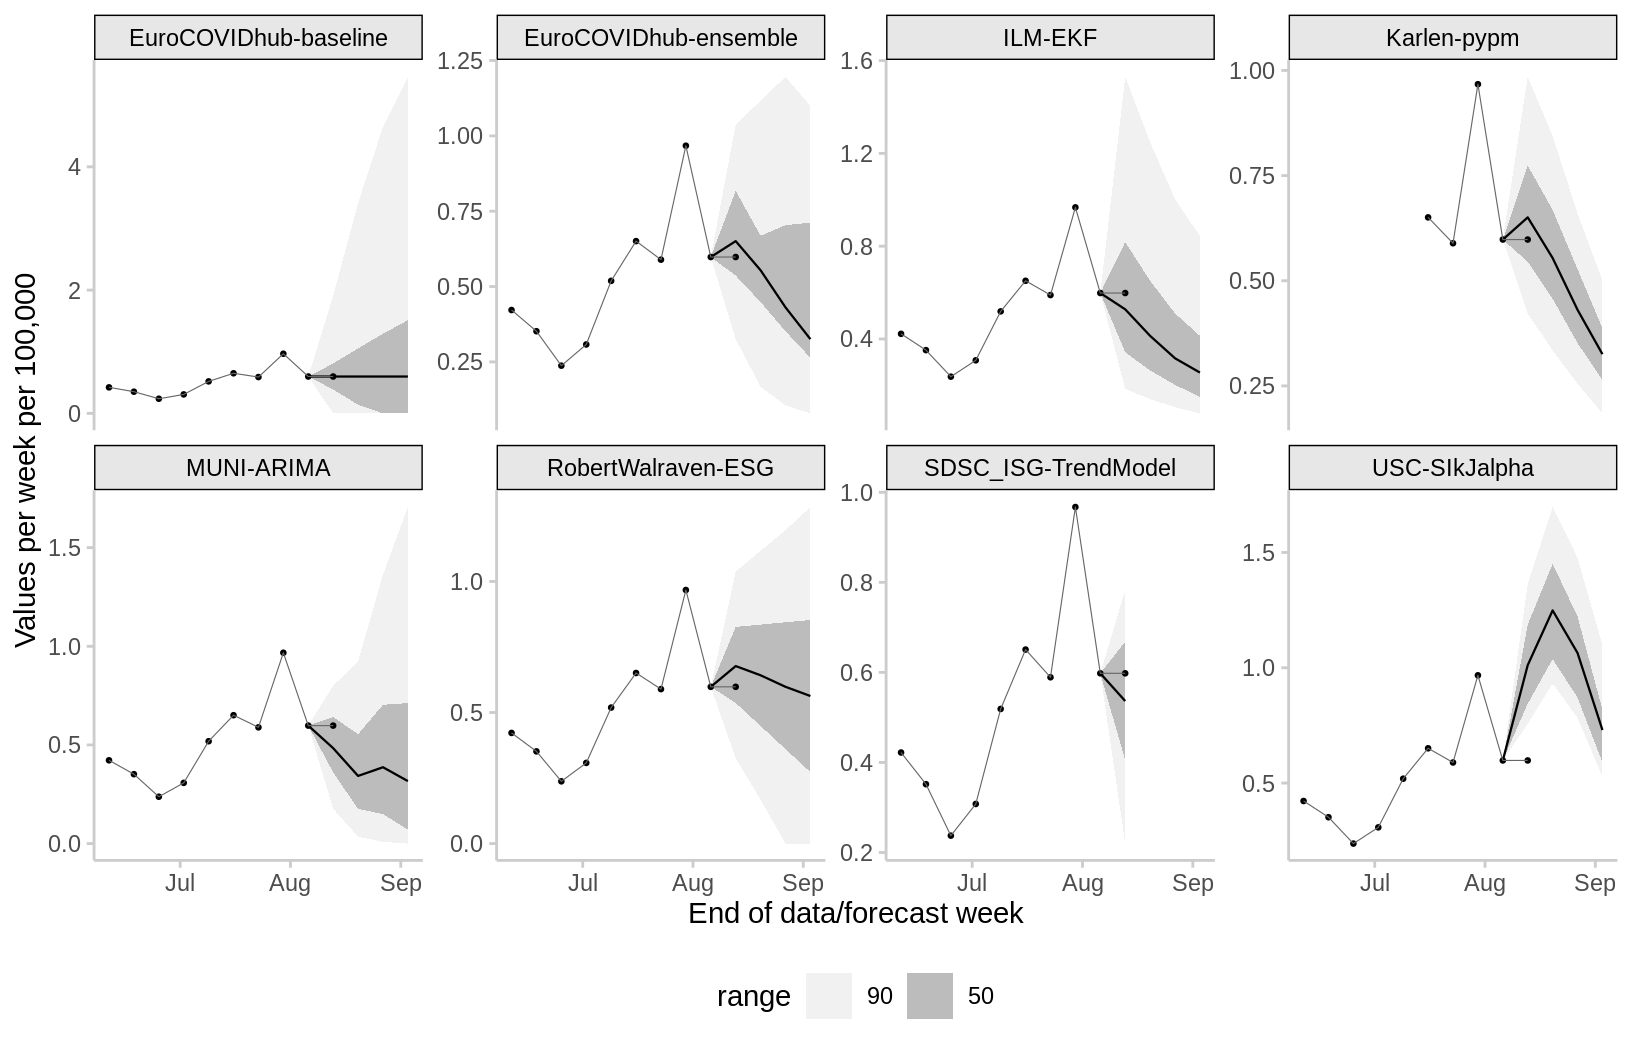 EuroCOVIDhub-baseline
EuroCOVIDhub-ensemble
ILM-EKF
Karlen-pypm
4
2
0
1.25
1.00
0.75
0.50
0.25
1.6
1.2
0.8
0.4
1.00
0.75
0.50
0.25
Values per week per 100,000
MUNI-ARIMA
RobertWalraven-ESG
SDSC_ISG-TrendModel
USC-SIkJalpha
1.5
1.0
0.5
0.0
1.0
0.5
0.0
1.0
0.8
0.6
0.4
0.2
1.5
1.0
0.5
Jul Aug Sep
Jul Aug Sep
Jul Aug Sep
Jul Aug Sep
End of data/forecast week
range 90 50